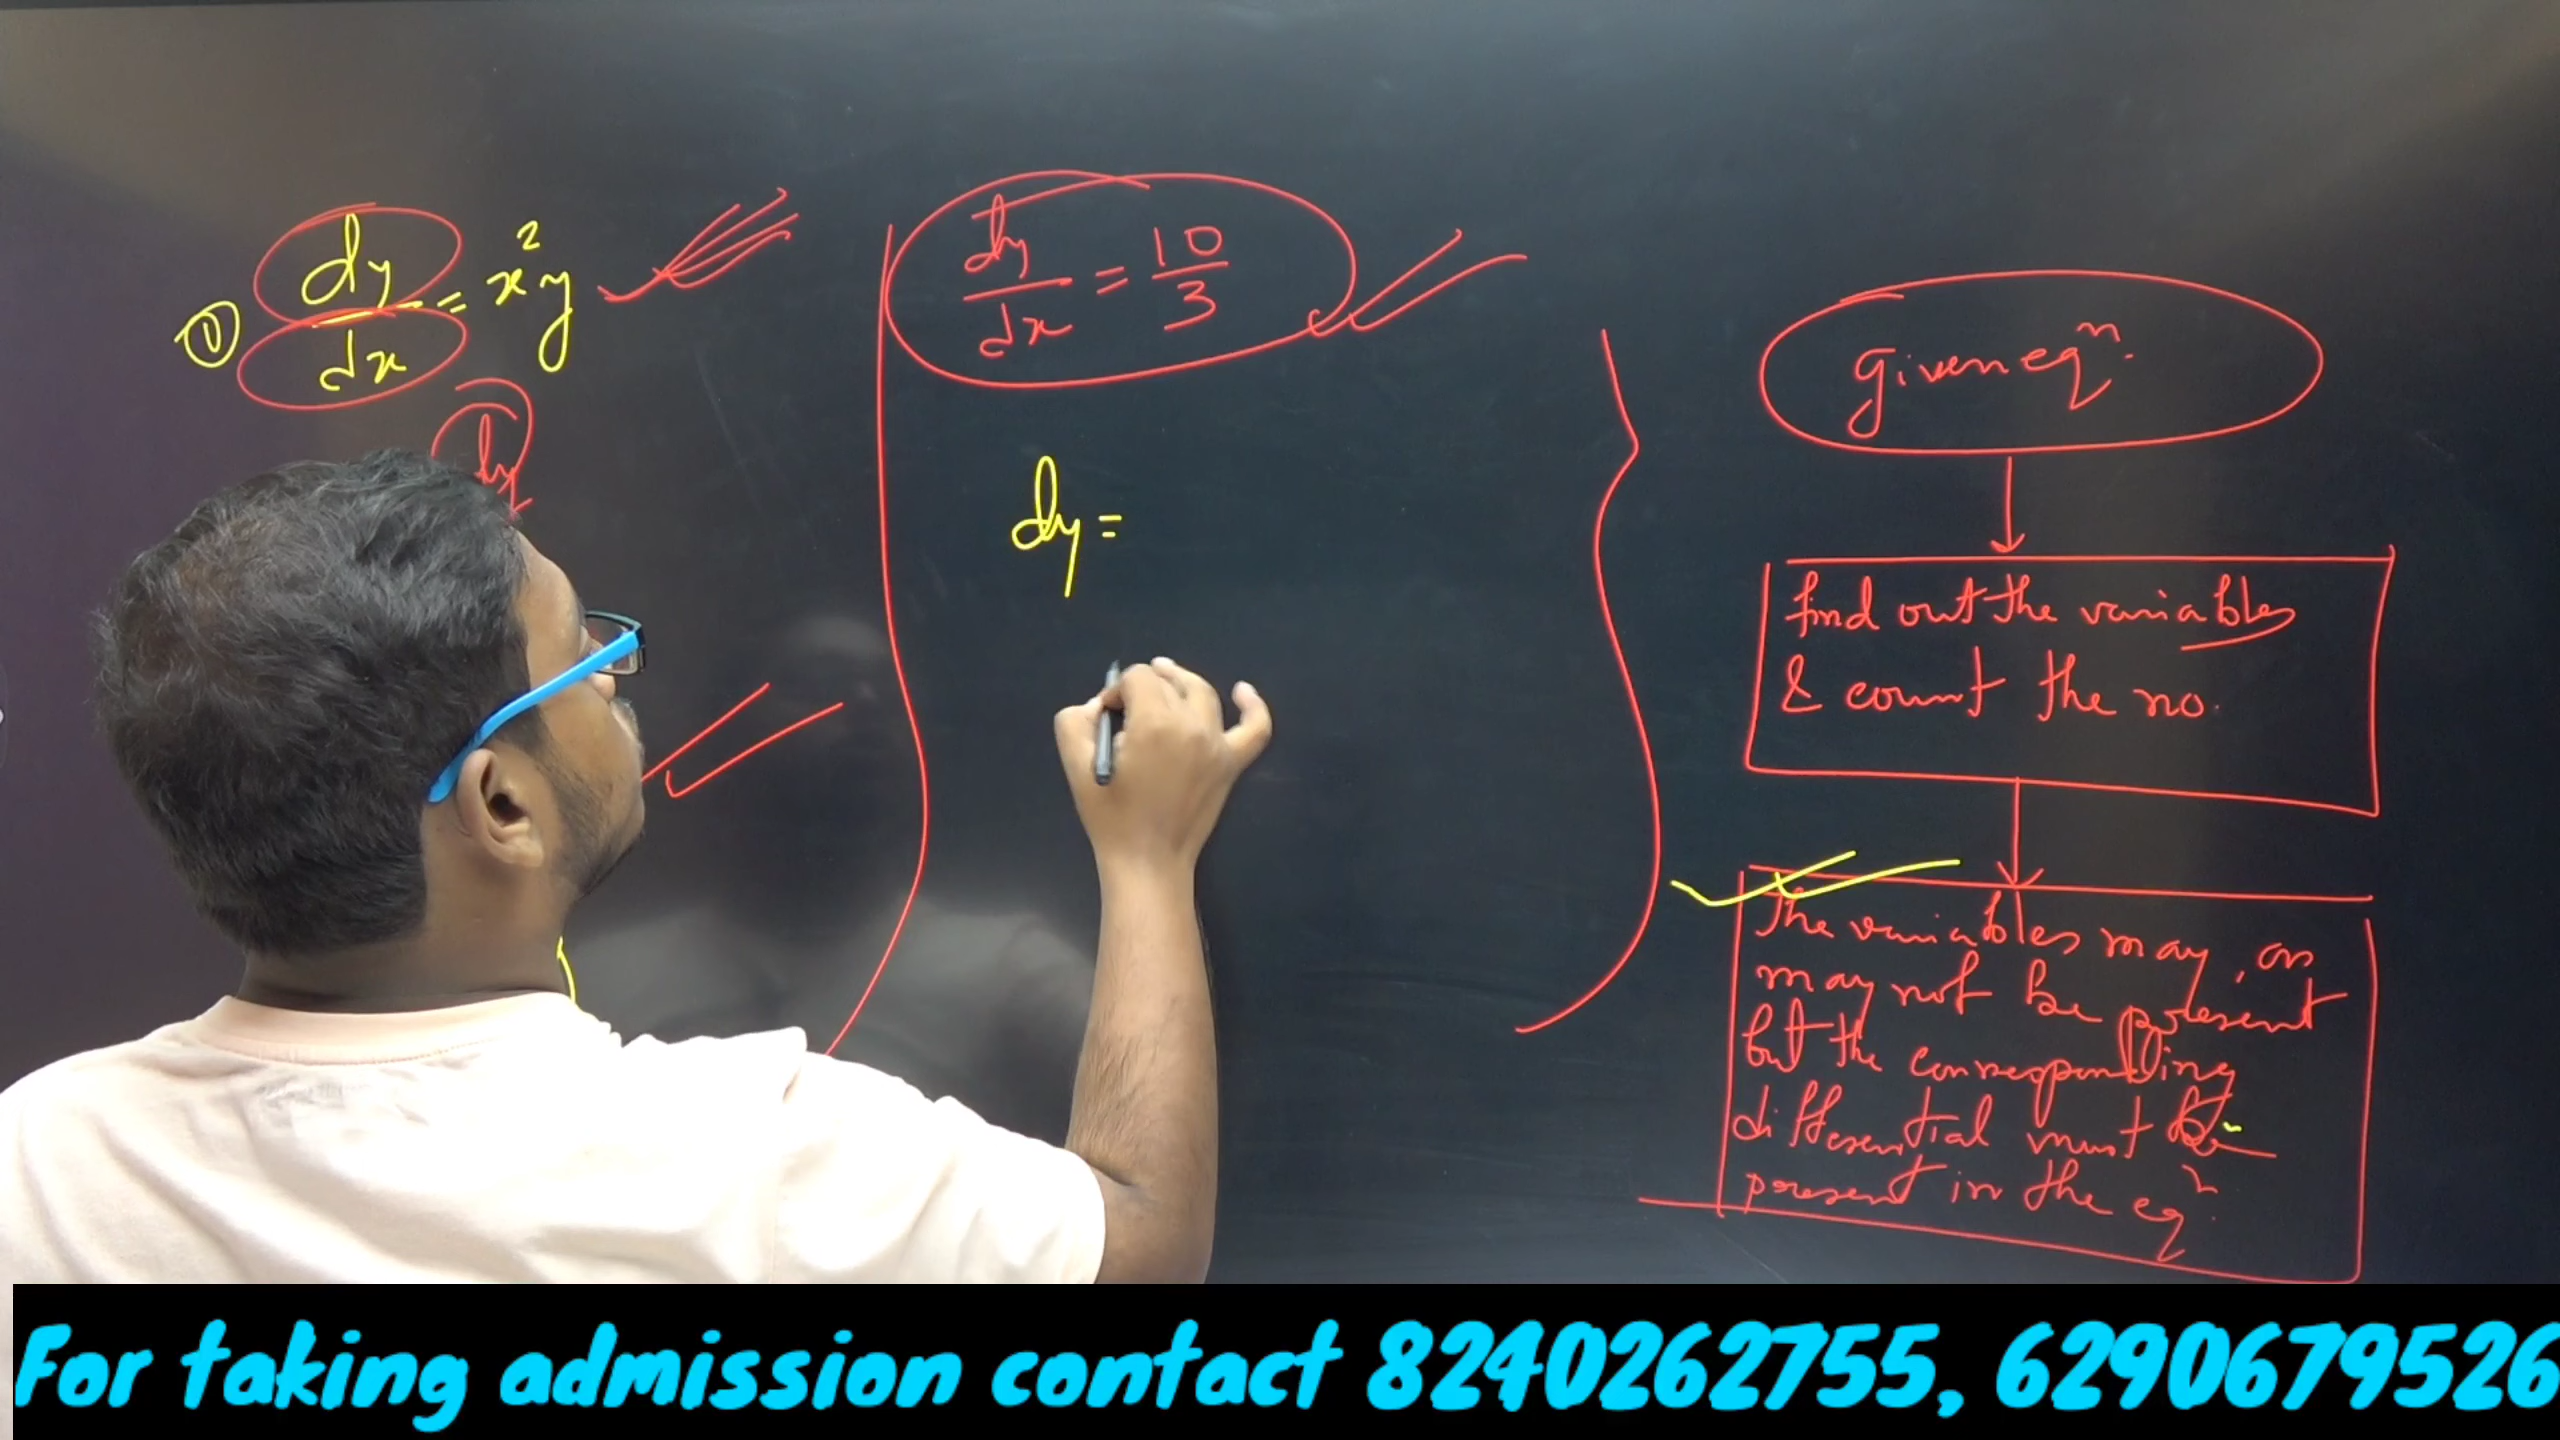 ① dy/dx = x²y
dy
dy/dx = 10/3
dy =
Given eqⁿ.
find out the variables
& count the no.
The variables may, or
may not be present
but the corresponding
differential must be
present in the eqⁿ.
For taking admission contact 8240262755, 6290679526